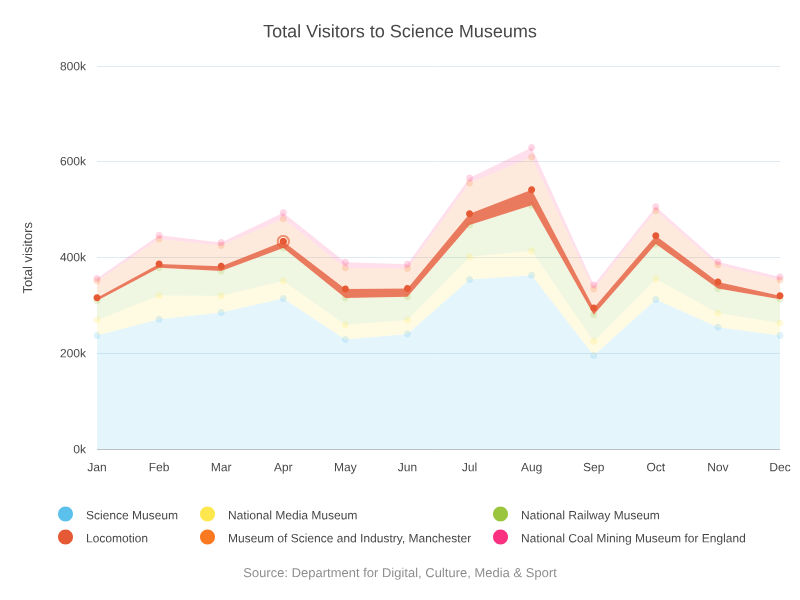 Total Visitors to Science Museums
Total visitors
800k
600k
400k
200k
0k
Jan Feb Mar Apr May Jun Jul Aug Sep Oct Nov Dec
Science Museum National Media Museum National Railway Museum
Locomotion Museum of Science and Industry, Manchester National Coal Mining Museum for England
Source: Department for Digital, Culture, Media & Sport